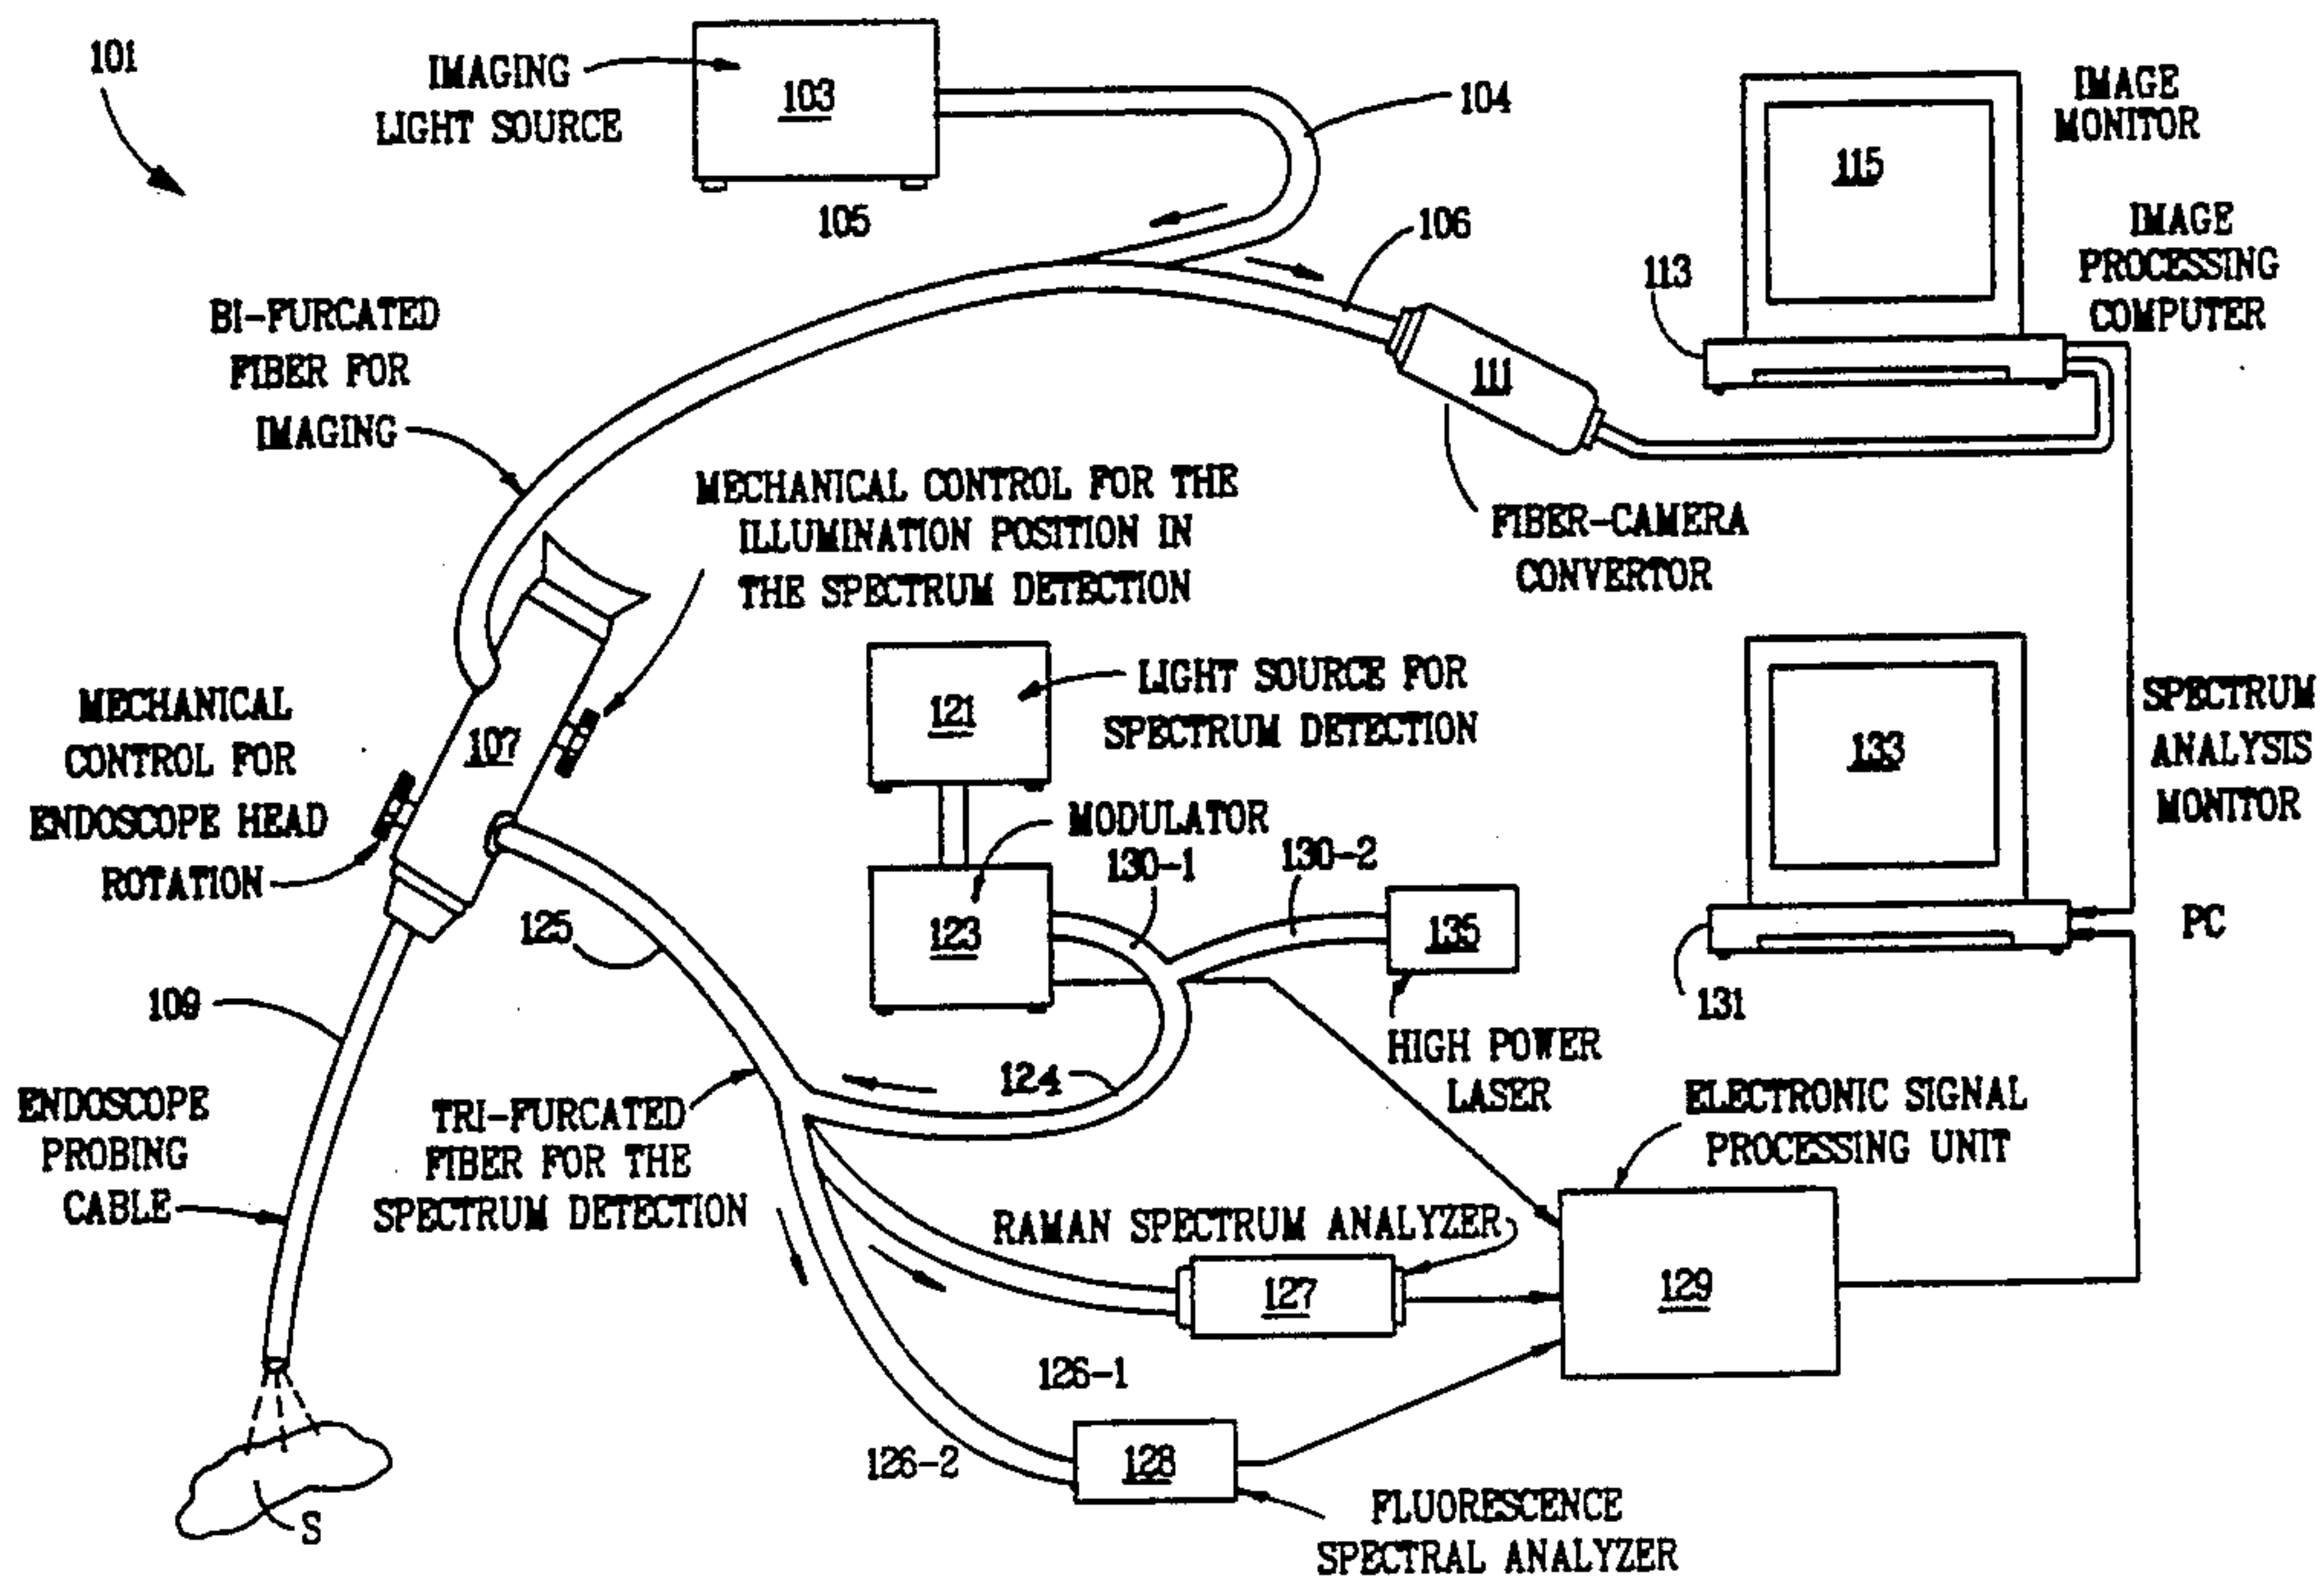 101
IMAGING
LIGHT SOURCE
103
104
105
106
IMAGE
MONITOR
115
IMAGE
PROCESSING
COMPUTER
113
BI-FURCATED
FIBER FOR
IMAGING
111
FIBER-CAMERA
CONVERTOR
MECHANICAL CONTROL FOR THE
ILLUMINATION POSITION IN
THE SPECTRUM DETECTION
MECHANICAL
CONTROL FOR
ENDOSCOPE HEAD
ROTATION
107
121
LIGHT SOURCE FOR
SPECTRUM DETECTION
MODULATOR
123
130-1
130-2
135
HIGH POWER
LASER
133
SPECTRUM
ANALYSIS
MONITOR
PC
131
125
109
124
ENDOSCOPE
PROBING
CABLE
TRI-FURCATED
FIBER FOR THE
SPECTRUM DETECTION
ELECTRONIC SIGNAL
PROCESSING UNIT
RAMAN SPECTRUM ANALYZER
127
129
126-1
126-2
128
FLUORESCENCE
SPECTRAL ANALYZER
S